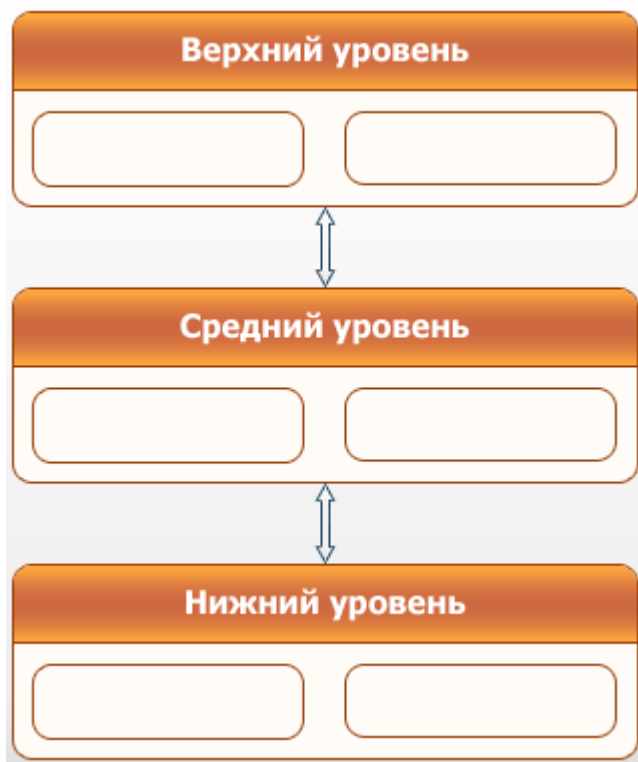 Верхний уровень
Средний уровень
Нижний уровень